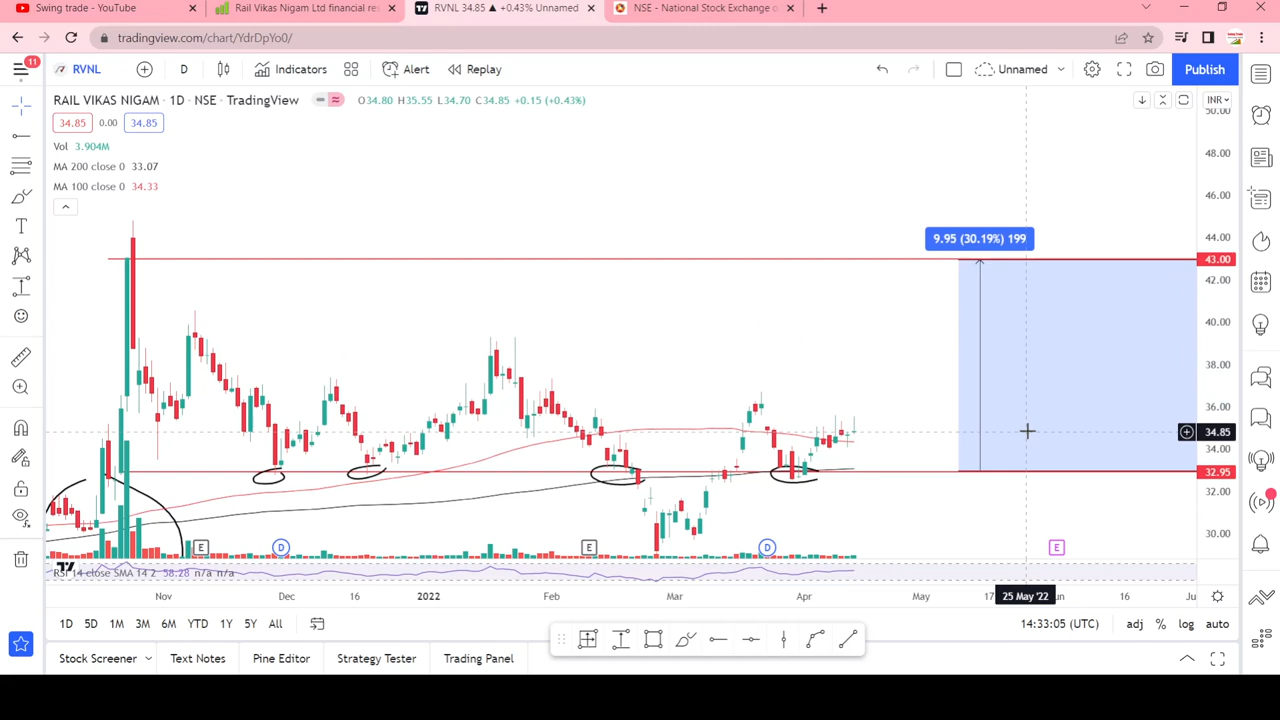 Swing trade - YouTube
Rail Vikas Nigam Ltd financial res
RVNL 34.85 ▲ +0.43% Unnamed
NSE - National Stock Exchange o
tradingview.com/chart/YdrDpYo0/
11
RVNL
D
Indicators
Alert
Replay
Unnamed
Publish
RAIL VIKAS NIGAM · 1D · NSE · TradingView
O34.80 H35.55 L34.70 C34.85 +0.15 (+0.43%)
INR
34.85 0.00 34.85
Vol 3.904M
MA 200 close 0 33.07
MA 100 close 0 34.33
50.00
48.00
46.00
44.00
9.95 (30.19%) 199
43.00
42.00
40.00
38.00
36.00
34.85
34.00
32.95
32.00
30.00
E D E D E
RSI 14 close SMA 14 2 58.28 n/a n/a
Nov Dec 16 2022 Feb Mar Apr May 17 25 May '22 un 16 Ju
1D 5D 1M 3M 6M YTD 1Y 5Y All
14:33:05 (UTC) adj % log auto
Stock Screener Text Notes Pine Editor Strategy Tester Trading Panel